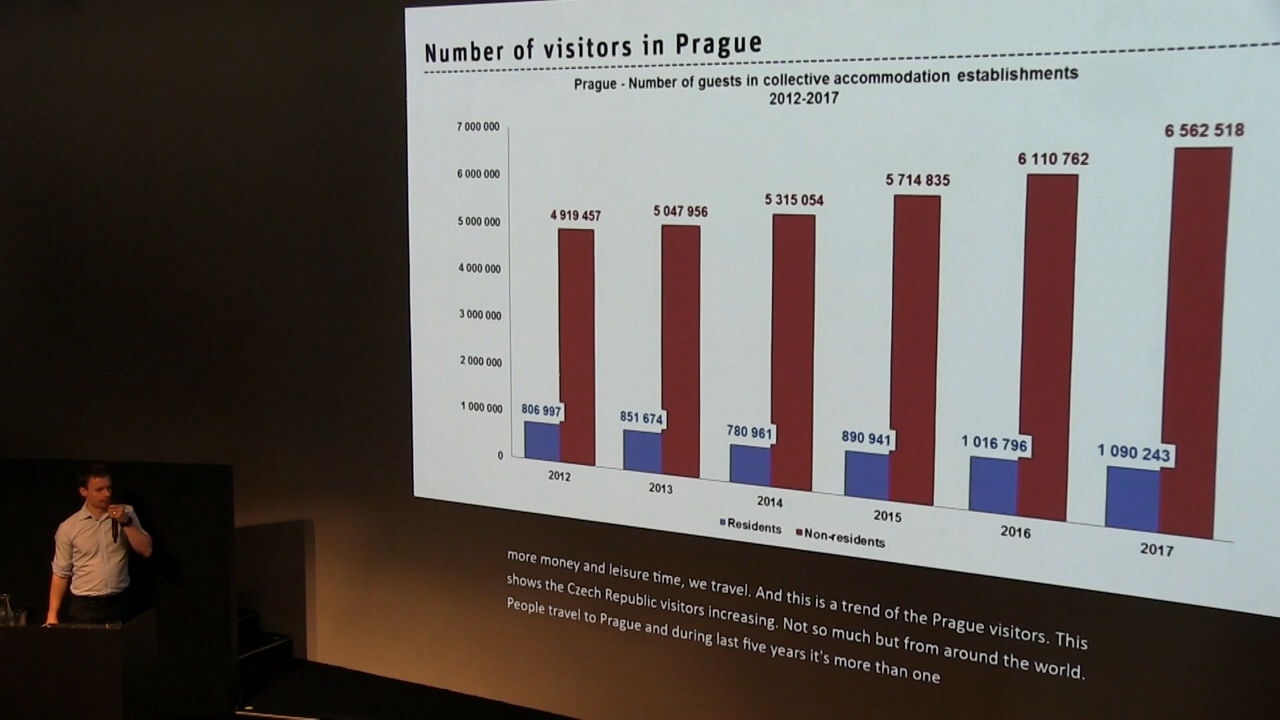 Number of visitors in Prague
Prague - Number of guests in collective accommodation establishments
2012-2017
7 000 000
6 000 000
5 000 000
4 000 000
3 000 000
2 000 000
1 000 000
0
4 919 457
5 047 956
5 315 054
5 714 835
6 110 762
6 562 518
806 997
851 674
780 961
890 941
1 016 796
1 090 243
2012
2013
2014
2015
2016
2017
Residents
Non-residents
more money and leisure time, we travel. And this is a trend of the Prague visitors. This
shows the Czech Republic visitors increasing. Not so much but from around the world.
People travel to Prague and during last five years it's more than one